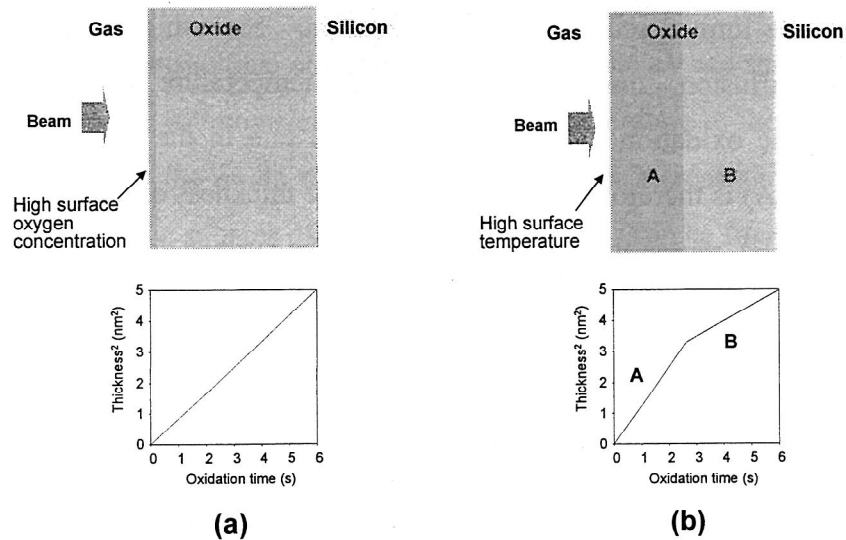 Gas Oxide Silicon
Beam
High surface
oxygen
concentration
Thickness² (nm²)
5
4
3
2
1
0
0 1 2 3 4 5 6
Oxidation time (s)
(a)
Gas Oxide Silicon
Beam
A B
High surface
temperature
Thickness² (nm²)
5
4
3
2
1
0
A
B
0 1 2 3 4 5 6
Oxidation time (s)
(b)